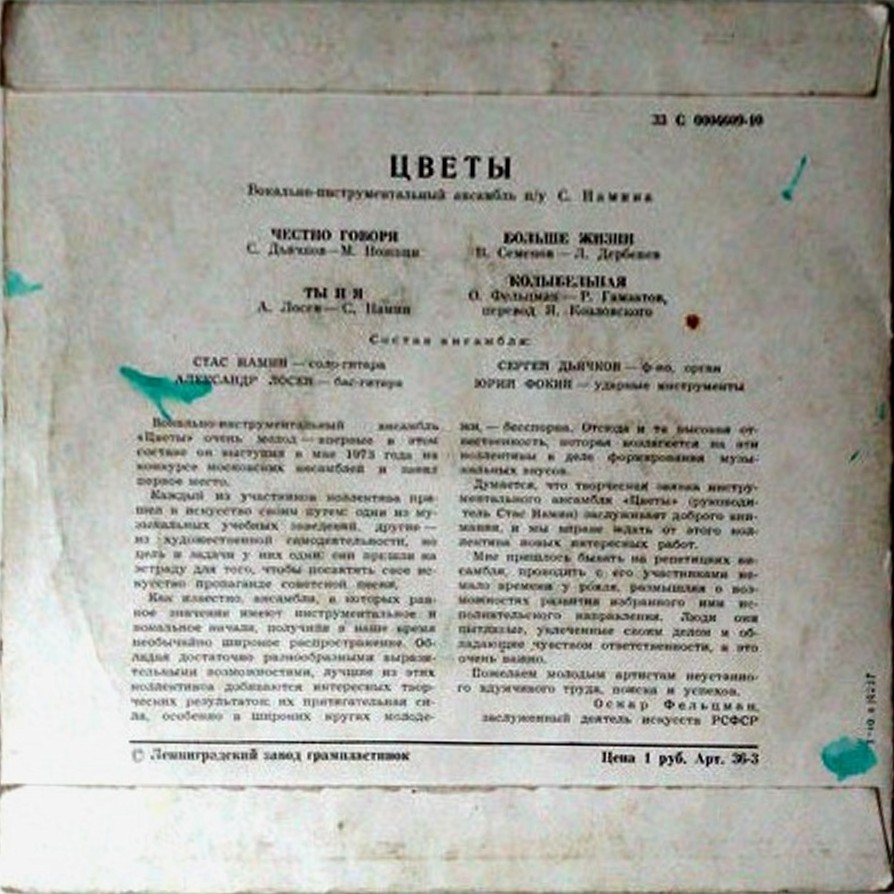 ЦВЕТЫ
Вокально-инструментальный ансамбль п/у С. Намина
ЧЕСТНО ГОВОРЯ
С. Дьячков — М. Ножкин
ТЫ И Я
А. Лосев — С. Намин
БОЛЬШЕ ЖИЗНИ
В. Семенов — Л. Дербенев
КОЛЫБЕЛЬНАЯ
О. Фельцман — Р. Гамзатов,
перевод Я. Козловского
Состав ансамбля:
СТАС НАМИН — соло-гитара
АЛЕКСАНДР ЛОСЕВ — бас-гитара
СЕРГЕЙ ДЬЯЧКОВ — ф-но, орган
ЮРИЙ ФОКИН — ударные инструменты
Вокально-инструментальный ансамбль
«Цветы» очень молод — впервые в этом
составе он выступил в мае 1973 года на
конкурсе московских ансамблей и занял
первое место.
Каждый из участников коллектива при-
шел в искусство своим путем: одни из му-
зыкальных учебных заведений, другие —
из художественной самодеятельности, но
цель и задачи у них одни: они пришли на
эстраду для того, чтобы посвятить свое ис-
кусство пропаганде советской песни.
Как известно, ансамбли, в которых рав-
ное значение имеют инструментальное и
вокальное начала, получили в наше время
необычайно широкое распространение. Об-
ладая достаточно разнообразными вырази-
тельными возможностями, лучшие из этих
коллективов добиваются интересных твор-
ческих результатов; их притягательная си-
ла, особенно в широких кругах молоде-
жи, — бесспорна. Отсюда и та высокая от-
ветственность, которая возлагается на эти
коллективы в деле формирования музы-
кальных вкусов.
Думается, что творческая заявка инстру-
ментального ансамбля «Цветы» (руководи-
тель Стас Намин) заслуживает доброго вни-
мания, и мы вправе ждать от этого кол-
лектива новых интересных работ.
Мне пришлось бывать на репетициях ан-
самбля, проводить с его участниками не-
мало времени у рояля, размышляя о воз-
можностях развития избранного ими ис-
полнительского направления. Люди они
пытливые, увлеченные своим делом и об-
ладающие чувством ответственности, а это
очень важно.
Пожелаем молодым артистам неустанно-
го вдумчивого труда, поиска и успехов.
Оскар Фельцман,
заслуженный деятель искусств РСФСР
© Ленинградский завод грампластинок
Цена 1 руб. Арт. 36-3